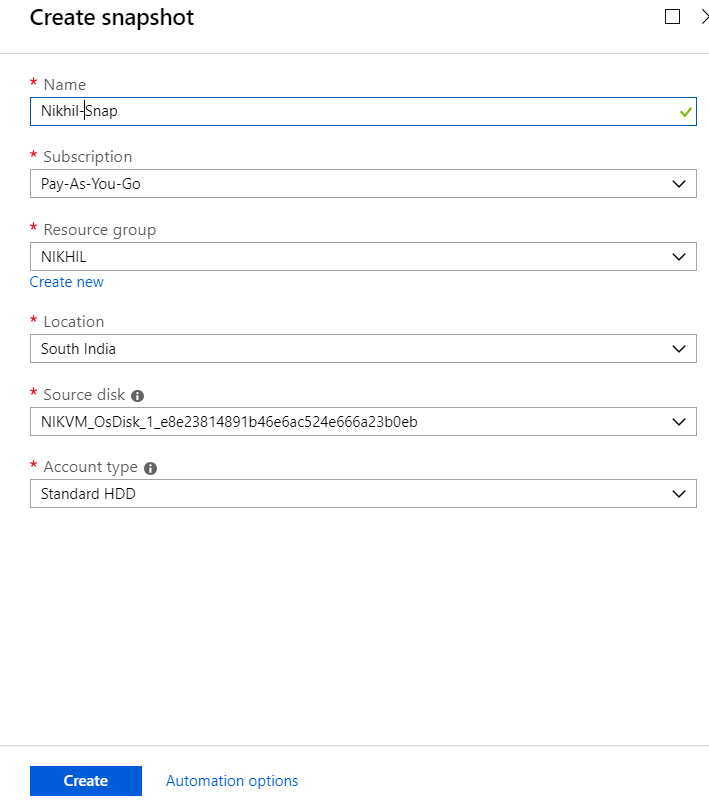 Create snapshot
* Name
Nikhil-Snap
* Subscription
Pay-As-You-Go
* Resource group
NIKHIL
Create new
* Location
South India
* Source disk
NIKVM_OsDisk_1_e8e23814891b46e6ac524e666a23b0eb
* Account type
Standard HDD
Create Automation options